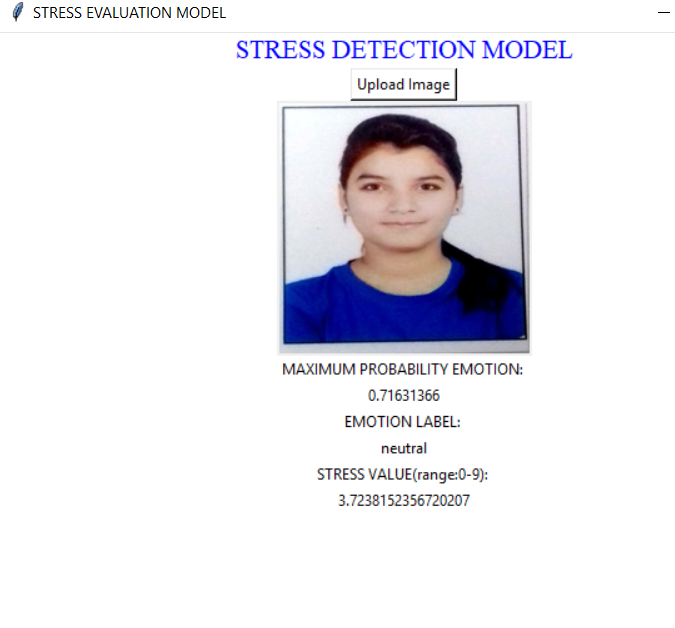 STRESS EVALUATION MODEL
STRESS DETECTION MODEL
Upload Image
MAXIMUM PROBABILITY EMOTION:
0.71631366
EMOTION LABEL:
neutral
STRESS VALUE(range:0-9):
3.7238152356720207